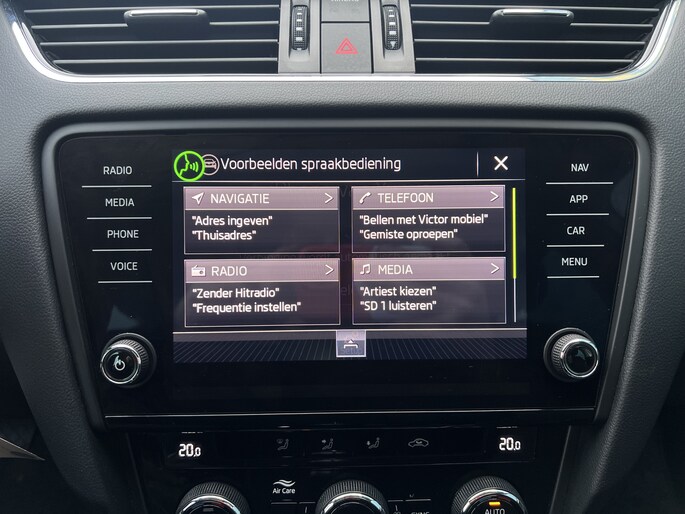 RADIO
MEDIA
PHONE
VOICE
Voorbeelden spraakbediening
NAVIGATIE
"Adres ingeven"
"Thuisadres"
TELEFOON
"Bellen met Victor mobiel"
"Gemiste oproepen"
RADIO
"Zender Hitradio"
"Frequentie instellen"
MEDIA
"Artiest kiezen"
"SD 1 luisteren"
NAV
APP
CAR
MENU
20,0
20,0
Air Care
AUTO